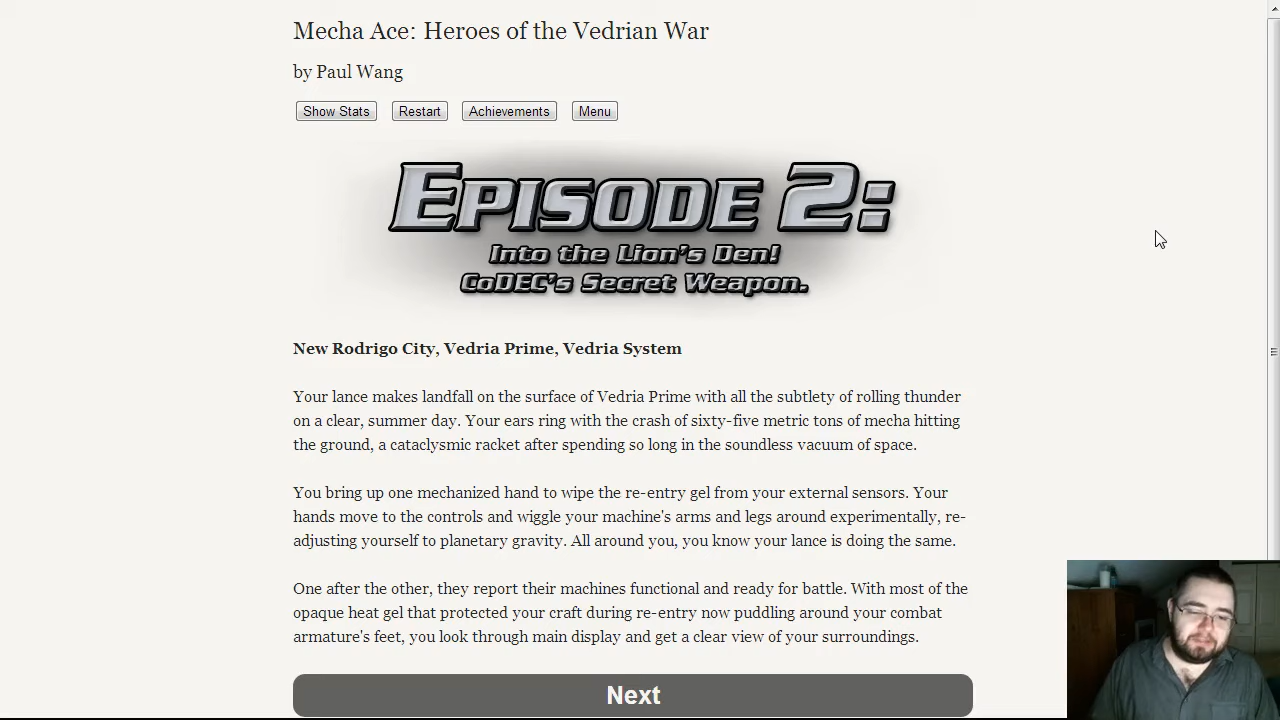 Mecha Ace: Heroes of the Vedrian War
by Paul Wang
Show Stats Restart Achievements Menu
EPISODE 2:
Into the Lion's Den!
CoDEC's Secret Weapon.
New Rodrigo City, Vedria Prime, Vedria System
Your lance makes landfall on the surface of Vedria Prime with all the subtlety of rolling thunder
on a clear, summer day. Your ears ring with the crash of sixty-five metric tons of mecha hitting
the ground, a cataclysmic racket after spending so long in the soundless vacuum of space.
You bring up one mechanized hand to wipe the re-entry gel from your external sensors. Your
hands move to the controls and wiggle your machine's arms and legs around experimentally, re-
adjusting yourself to planetary gravity. All around you, you know your lance is doing the same.
One after the other, they report their machines functional and ready for battle. With most of the
opaque heat gel that protected your craft during re-entry now puddling around your combat
armature's feet, you look through main display and get a clear view of your surroundings.
Next